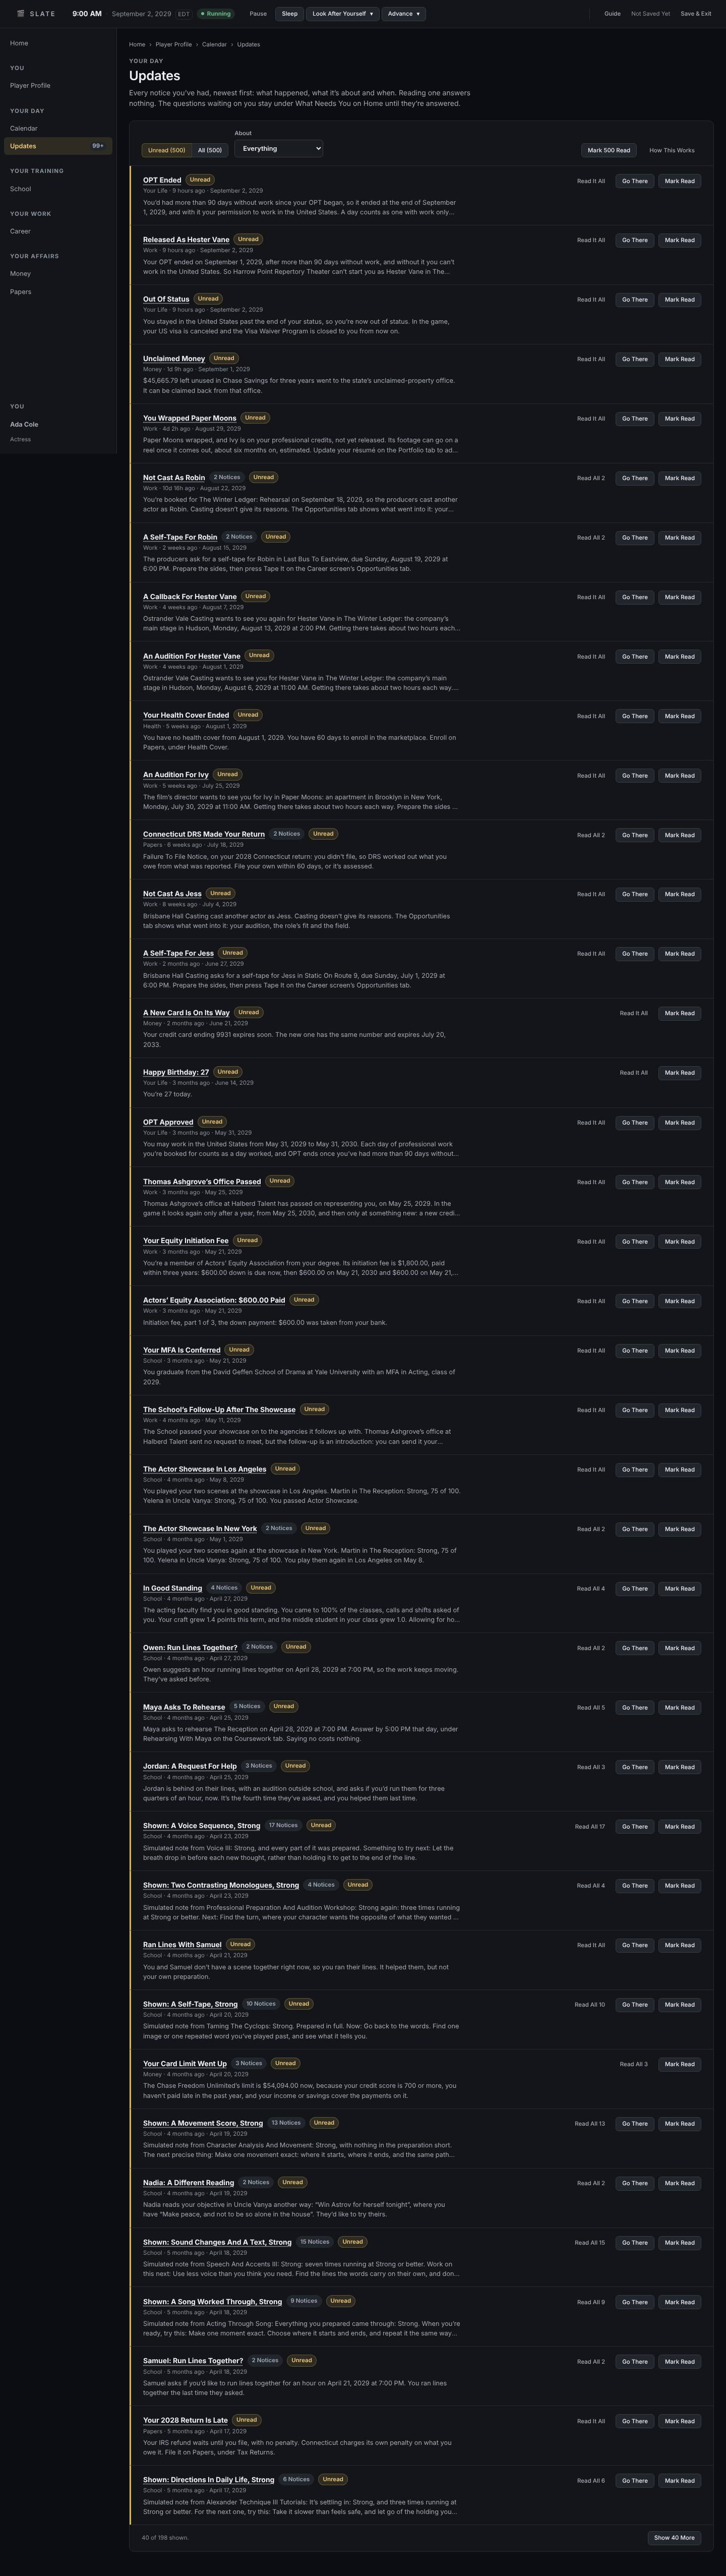 SLATE
9:00 AM September 2, 2029 EDT Running Pause Sleep Look After Yourself Advance Guide Not Saved Yet Save & Exit
Home
YOU
Player Profile
YOUR DAY
Calendar
Updates 99+
YOUR TRAINING
School
YOUR WORK
Career
YOUR AFFAIRS
Money
Papers
YOU
Ada Cole
Actress
Home › Player Profile › Calendar › Updates
YOUR DAY
Updates
Every notice you've had, newest first: what happened, what it's about and when. Reading one answers
nothing. The questions waiting on you stay under What Needs You on Home until they're answered.
About
Unread (500) All (500) Everything Mark 500 Read How This Works
OPT Ended Unread Read It All Go There Mark Read
Your Life · 9 hours ago · September 2, 2029
You'd had more than 90 days without work since your OPT began, so it ended at the end of September
1, 2029, and with it your permission to work in the United States. A day counts as one with work only…
Released As Hester Vane Unread Read It All Go There Mark Read
Work · 9 hours ago · September 2, 2029
Your OPT ended on September 1, 2029, after more than 90 days without work, and without it you can't
work in the United States. So Harrow Point Repertory Theater can't start you as Hester Vane in The…
Out Of Status Unread Read It All Go There Mark Read
Your Life · 9 hours ago · September 2, 2029
You stayed in the United States past the end of your status, so you're now out of status. In the game,
your US visa is canceled and the Visa Waiver Program is closed to you from now on.
Unclaimed Money Unread Read It All Go There Mark Read
Money · 1d 9h ago · September 1, 2029
$45,665.79 left unused in Chase Savings for three years went to the state's unclaimed-property office.
It can be claimed back from that office.
You Wrapped Paper Moons Unread Read It All Go There Mark Read
Work · 4d 2h ago · August 29, 2029
Paper Moons wrapped, and Ivy is on your professional credits, not yet released. Its footage can go on a
reel once it comes out, about six months on, estimated. Update your résumé on the Portfolio tab to ad…
Not Cast As Robin 2 Notices Unread Read All 2 Go There Mark Read
Work · 10d 16h ago · August 22, 2029
You're booked for The Winter Ledger: Rehearsal on September 18, 2029, so the producers cast another
actor as Robin. Casting doesn't give its reasons. The Opportunities tab shows what went into it: your…
A Self-Tape For Robin 2 Notices Unread Read All 2 Go There Mark Read
Work · 2 weeks ago · August 15, 2029
The producers ask for a self-tape for Robin in Last Bus To Eastview, due Sunday, August 19, 2029 at
6:00 PM. Prepare the sides, then press Tape It on the Career screen's Opportunities tab.
A Callback For Hester Vane Unread Read It All Go There Mark Read
Work · 4 weeks ago · August 7, 2029
Ostrander Vale Casting wants to see you again for Hester Vane in The Winter Ledger: the company's
main stage in Hudson, Monday, August 13, 2029 at 2:00 PM. Getting there takes about two hours each…
An Audition For Hester Vane Unread Read It All Go There Mark Read
Work · 4 weeks ago · August 1, 2029
Ostrander Vale Casting wants to see you for Hester Vane in The Winter Ledger: the company's main
stage in Hudson, Monday, August 6, 2029 at 11:00 AM. Getting there takes about two hours each way.…
Your Health Cover Ended Unread Read It All Go There Mark Read
Health · 5 weeks ago · August 1, 2029
You have no health cover from August 1, 2029. You have 60 days to enroll in the marketplace. Enroll on
Papers, under Health Cover.
An Audition For Ivy Unread Read It All Go There Mark Read
Work · 5 weeks ago · July 25, 2029
The film's director wants to see you for Ivy in Paper Moons: an apartment in Brooklyn in New York,
Monday, July 30, 2029 at 11:00 AM. Getting there takes about two hours each way. Prepare the sides …
Connecticut DRS Made Your Return 2 Notices Unread Read All 2 Go There Mark Read
Papers · 6 weeks ago · July 18, 2029
Failure To File Notice, on your 2028 Connecticut return: you didn't file, so DRS worked out what you
owe from what was reported. File your own within 60 days, or it's assessed.
Not Cast As Jess Unread Read It All Go There Mark Read
Work · 8 weeks ago · July 4, 2029
Brisbane Hall Casting cast another actor as Jess. Casting doesn't give its reasons. The Opportunities
tab shows what went into it: your audition, the role's fit and the field.
A Self-Tape For Jess Unread Read It All Go There Mark Read
Work · 2 months ago · June 27, 2029
Brisbane Hall Casting asks for a self-tape for Jess in Static On Route 9, due Sunday, July 1, 2029 at
6:00 PM. Prepare the sides, then press Tape It on the Career screen's Opportunities tab.
A New Card Is On Its Way Unread Read It All Mark Read
Money · 2 months ago · June 21, 2029
Your credit card ending 9931 expires soon. The new one has the same number and expires July 20,
2033.
Happy Birthday: 27 Unread Read It All Mark Read
Your Life · 3 months ago · June 14, 2029
You're 27 today.
OPT Approved Unread Read It All Go There Mark Read
Your Life · 3 months ago · May 31, 2029
You may work in the United States from May 31, 2029 to May 31, 2030. Each day of professional work
you're booked for counts as a day worked, and OPT ends once you've had more than 90 days without…
Thomas Ashgrove's Office Passed Unread Read It All Go There Mark Read
Work · 3 months ago · May 25, 2029
Thomas Ashgrove's office at Halberd Talent has passed on representing you, on May 25, 2029. In the
game it looks again only after a year, from May 25, 2030, and then only at something new: a new credi…
Your Equity Initiation Fee Unread Read It All Go There Mark Read
Work · 3 months ago · May 21, 2029
You're a member of Actors' Equity Association from your degree. Its initiation fee is $1,800.00, paid
within three years: $600.00 down is due now, then $600.00 on May 21, 2030 and $600.00 on May 21,…
Actors' Equity Association: $600.00 Paid Unread Read It All Go There Mark Read
Work · 3 months ago · May 21, 2029
Initiation fee, part 1 of 3, the down payment: $600.00 was taken from your bank.
Your MFA Is Conferred Unread Read It All Go There Mark Read
School · 3 months ago · May 21, 2029
You graduate from the David Geffen School of Drama at Yale University with an MFA in Acting, class of
2029.
The School's Follow-Up After The Showcase Unread Read It All Go There Mark Read
Work · 4 months ago · May 11, 2029
The School passed your showcase on to the agencies it follows up with. Thomas Ashgrove's office at
Halberd Talent sent no request to meet, but the follow-up is an introduction: you can send it your…
The Actor Showcase In Los Angeles Unread Read It All Go There Mark Read
School · 4 months ago · May 8, 2029
You played your two scenes at the showcase in Los Angeles. Martin in The Reception: Strong, 75 of 100.
Yelena in Uncle Vanya: Strong, 75 of 100. You passed Actor Showcase.
The Actor Showcase In New York 2 Notices Unread Read All 2 Go There Mark Read
School · 4 months ago · May 1, 2029
You played your two scenes again at the showcase in New York. Martin in The Reception: Strong, 75 of
100. Yelena in Uncle Vanya: Strong, 75 of 100. You play them again in Los Angeles on May 8.
In Good Standing 4 Notices Unread Read All 4 Go There Mark Read
School · 4 months ago · April 27, 2029
The acting faculty find you in good standing. You came to 100% of the classes, calls and shifts asked of
you. Your craft grew 1.4 points this term, and the middle student in your class grew 1.0. Allowing for ho…
Owen: Run Lines Together? 2 Notices Unread Read All 2 Go There Mark Read
School · 4 months ago · April 27, 2029
Owen suggests an hour running lines together on April 28, 2029 at 7:00 PM, so the work keeps moving.
They've asked before.
Maya Asks To Rehearse 5 Notices Unread Read All 5 Go There Mark Read
School · 4 months ago · April 25, 2029
Maya asks to rehearse The Reception on April 28, 2029 at 7:00 PM. Answer by 5:00 PM that day, under
Rehearsing With Maya on the Coursework tab. Saying no costs nothing.
Jordan: A Request For Help 3 Notices Unread Read All 3 Go There Mark Read
School · 4 months ago · April 25, 2029
Jordan is behind on their lines, with an audition outside school, and asks if you'd run them for three
quarters of an hour, now. It's the fourth time they've asked, and you helped them last time.
Shown: A Voice Sequence, Strong 17 Notices Unread Read All 17 Go There Mark Read
School · 4 months ago · April 23, 2029
Simulated note from Voice III: Strong, and every part of it was prepared. Something to try next: Let the
breath drop in before each new thought, rather than holding it to get to the end of the line.
Shown: Two Contrasting Monologues, Strong 4 Notices Unread Read All 4 Go There Mark Read
School · 4 months ago · April 23, 2029
Simulated note from Professional Preparation And Audition Workshop: Strong again: three times running
at Strong or better. Next: Find the turn, where your character wants the opposite of what they wanted …
Ran Lines With Samuel Unread Read It All Go There Mark Read
School · 4 months ago · April 21, 2029
You and Samuel don't have a scene together right now, so you ran their lines. It helped them, but not
your own preparation.
Shown: A Self-Tape, Strong 10 Notices Unread Read All 10 Go There Mark Read
School · 4 months ago · April 20, 2029
Simulated note from Taming The Cyclops: Strong. Prepared in full. Now: Go back to the words. Find one
image or one repeated word you've played past, and see what it tells you.
Your Card Limit Went Up 3 Notices Unread Read All 3 Mark Read
Money · 4 months ago · April 20, 2029
The Chase Freedom Unlimited's limit is $54,094.00 now, because your credit score is 700 or more, you
haven't paid late in the past year, and your income or savings cover the payments on it.
Shown: A Movement Score, Strong 13 Notices Unread Read All 13 Go There Mark Read
School · 4 months ago · April 19, 2029
Simulated note from Character Analysis And Movement: Strong, with nothing in the preparation short.
The next precise thing: Make one movement exact: where it starts, where it ends, and the same path…
Nadia: A Different Reading 2 Notices Unread Read All 2 Go There Mark Read
School · 4 months ago · April 19, 2029
Nadia reads your objective in Uncle Vanya another way: "Win Astrov for herself tonight", where you
have "Make peace, and not to be so alone in the house". They'd like to try theirs.
Shown: Sound Changes And A Text, Strong 15 Notices Unread Read All 15 Go There Mark Read
School · 5 months ago · April 18, 2029
Simulated note from Speech And Accents III: Strong: seven times running at Strong or better. Work on
this next: Use less voice than you think you need. Find the lines the words carry on their own, and don…
Shown: A Song Worked Through, Strong 9 Notices Unread Read All 9 Go There Mark Read
School · 5 months ago · April 18, 2029
Simulated note from Acting Through Song: Everything you prepared came through: Strong. When you're
ready, try this: Make one moment exact. Choose where it starts and ends, and repeat it the same way…
Samuel: Run Lines Together? 2 Notices Unread Read All 2 Go There Mark Read
School · 5 months ago · April 18, 2029
Samuel asks if you'd like to run lines together for an hour on April 21, 2029 at 7:00 PM. You ran lines
together the last time they asked.
Your 2028 Return Is Late Unread Read It All Go There Mark Read
Papers · 5 months ago · April 17, 2029
Your IRS refund waits until you file, with no penalty. Connecticut charges its own penalty on what you
owe it. File it on Papers, under Tax Returns.
Shown: Directions In Daily Life, Strong 6 Notices Unread Read All 6 Go There Mark Read
School · 5 months ago · April 17, 2029
Simulated note from Alexander Technique III Tutorials: It's settling in: Strong, and three times running at
Strong or better. For the next one, try this: Take it slower than feels safe, and let go of the holding you…
40 of 198 shown. Show 40 More